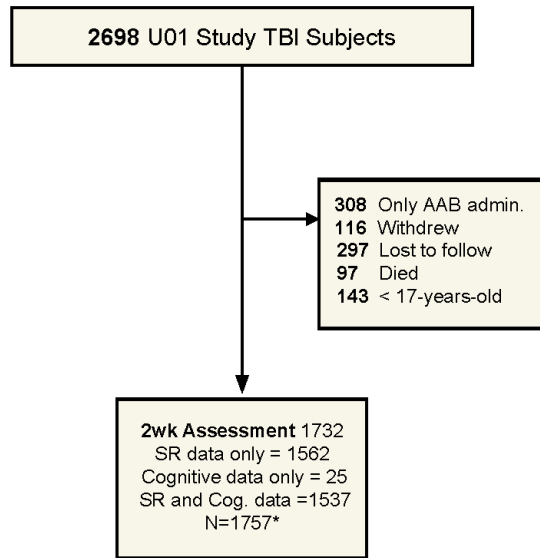 2698 U01 Study TBI Subjects
308 Only AAB admin.
116 Withdrew
297 Lost to follow
97 Died
143 < 17-years-old
2wk Assessment 1732
SR data only = 1562
Cognitive data only = 25
SR and Cog. data =1537
N=1757*